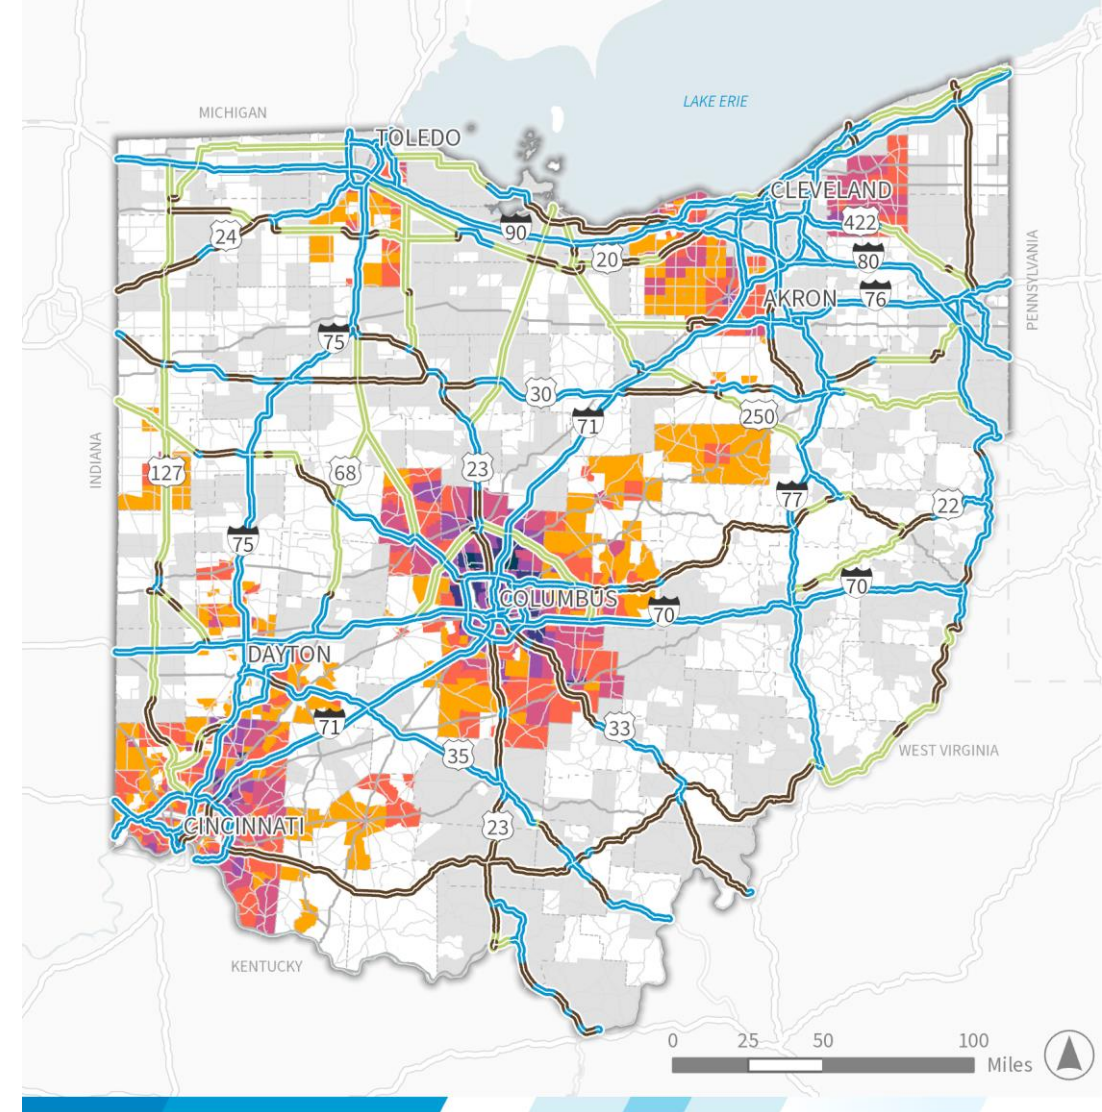 LAKE ERIE
MICHIGAN
TOLEDO
CLEVELAND
422
90
24
20
80
PENNSYLVANIA
76
AKRON
75
30
250
71
INDIANA
127
68
23
77
22
75
70
COLUMBUS
70
DAYTON
71
33
35
WEST VIRGINIA
CINCINNATI
23
KENTUCKY
0 25 50 100
Miles